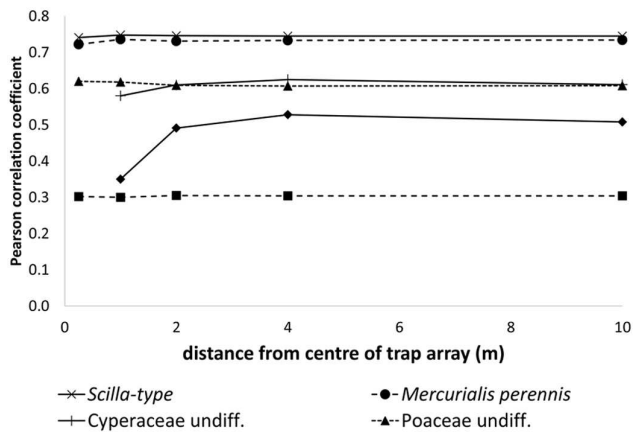 0.8
0.7
0.6
0.5
0.4
0.3
0.2
0.1
0.0
Pearson correlation coefficient
0 2 4 6 8 10
distance from centre of trap array (m)
Scilla-type Mercurialis perennis
Cyperaceae undiff. Poaceae undiff.